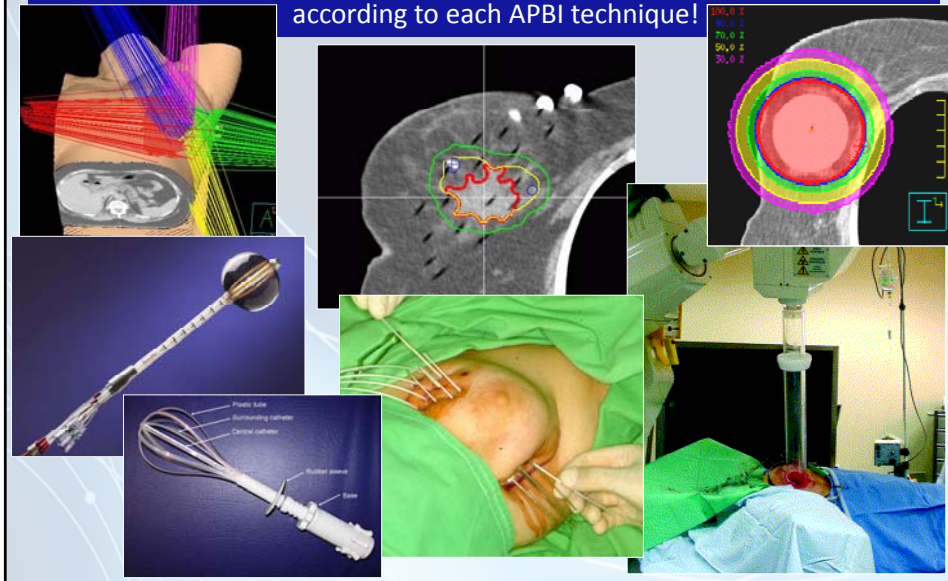 according to each APBI technique!
100.0 %
90.0 %
70.0 %
50.0 %
30.0 %
A
Plastic tube
Surrounding catheter
Central catheter
Rubber sleeve
Base